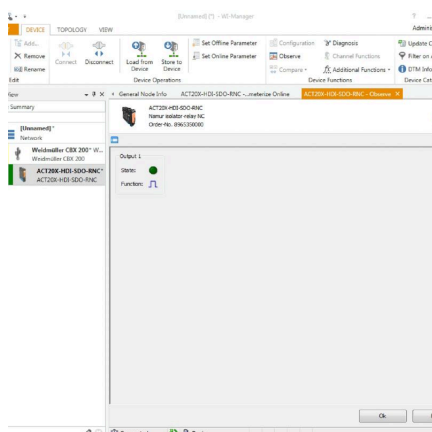 [Unnamed] (*) - WI-Manager
DEVICE TOPOLOGY VIEW
Add... Remove Rename
Connect Disconnect
Load from Device Store to Device
Set Offline Parameter
Set Online Parameter
Configuration Observe Compare
Diagnosis Channel Functions Additional Functions
Update C
Filter on
DTM Info
Edit Device Operations Device Functions Device Cat
General Node Info ACT20X-HDI-SDO-RNC -...meterize Online ACT20X-HDI-SDO-RNC - Observe
Summary
[Unnamed]*
Network
Weidmüller CBX 200* W...
Weidmüller CBX 200
ACT20X-HDI-SDO-RNC*
ACT20X-HDI-SDO-RNC
ACT20X-HDI-SDO-RNC
Namur isolator-relay NC
Order-No. 8965350000
Output 1
State:
Function:
Ok